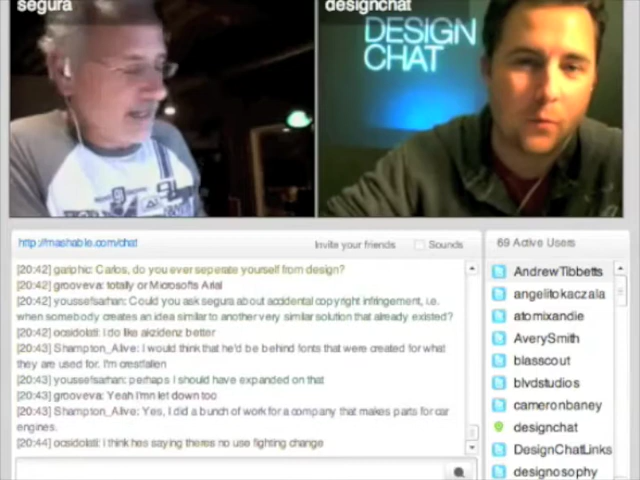 segura
designchat
DESIGN
CHAT
http://mashable.com/chat
Invite your friends
Sounds
69 Active Users
[20:42] gariphic: Carlos, do you ever seperate yourself from design?
[20:42] grooveva: totally or Microsofts Arial
[20:42] youssefsarhan: Could you ask segura about accidental copyright infringement, i.e.
when somebody creates an idea similar to another very similar solution that already existed?
[20:42] ocsidolati: i do like akzidenz better
[20:43] Shampton_Alive: I would think that he'd be behind fonts that were created for what
they are used for. I'm crestfallen
[20:43] youssefsarhan: perhaps I should have expanded on that
[20:43] grooveva: Yeah I'mn let down too
[20:43] Shampton_Alive: Yes, I did a bunch of work for a company that makes parts for car
engines.
[20:44] ocsidolati: i think hes saying theres no use fighting change
AndrewTibbetts
angelitokaczala
atomixandie
AverySmith
blasscout
blvdstudios
cameronbaney
designchat
DesignChatLinks
designosophy